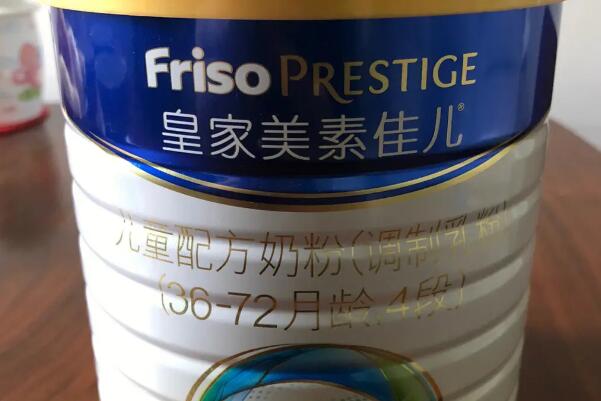 Friso PRESTIGE
皇家美素佳儿®
儿童配方奶粉(调制乳粉)
(36-72月龄,4段)